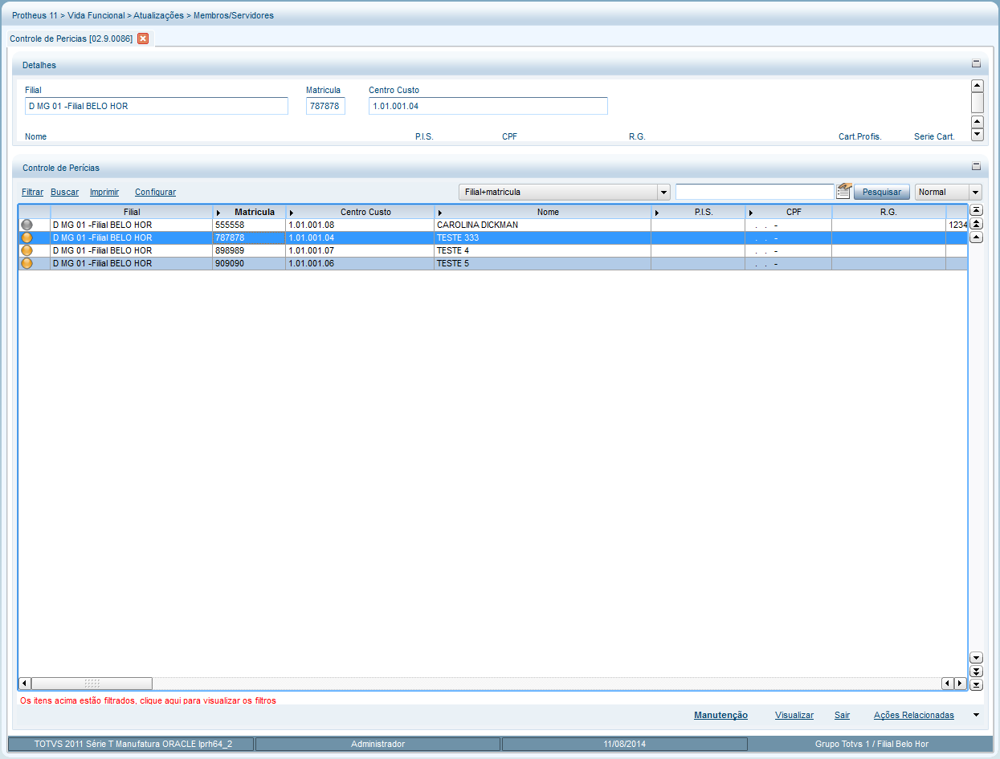 Protheus 11 > Vida Funcional > Atualizações > Membros/Servidores
Controle de Pericias [02.9.0086]
Detalhes
Filial Matricula Centro Custo
D MG 01 -Filial BELO HOR 787878 1.01.001.04
Nome P.I.S. CPF R.G. Cart.Profis. Serie Cart.
Controle de Perícias
Filtrar Buscar Imprimir Configurar Filial+matricula Pesquisar Normal
Filial Matricula Centro Custo Nome P.I.S. CPF R.G.
D MG 01 -Filial BELO HOR 555558 1.01.001.08 CAROLINA DICKMAN . . - 1234
D MG 01 -Filial BELO HOR 787878 1.01.001.04 TESTE 333 . . -
D MG 01 -Filial BELO HOR 898989 1.01.001.07 TESTE 4 . . -
D MG 01 -Filial BELO HOR 909090 1.01.001.06 TESTE 5 . . -
Os itens acima estão filtrados, clique aqui para visualizar os filtros
Manutenção Visualizar Sair Ações Relacionadas
TOTVS 2011 Série T Manufatura ORACLE lprh64_2 Administrador 11/08/2014 Grupo Totvs 1 / Filial Belo Hor